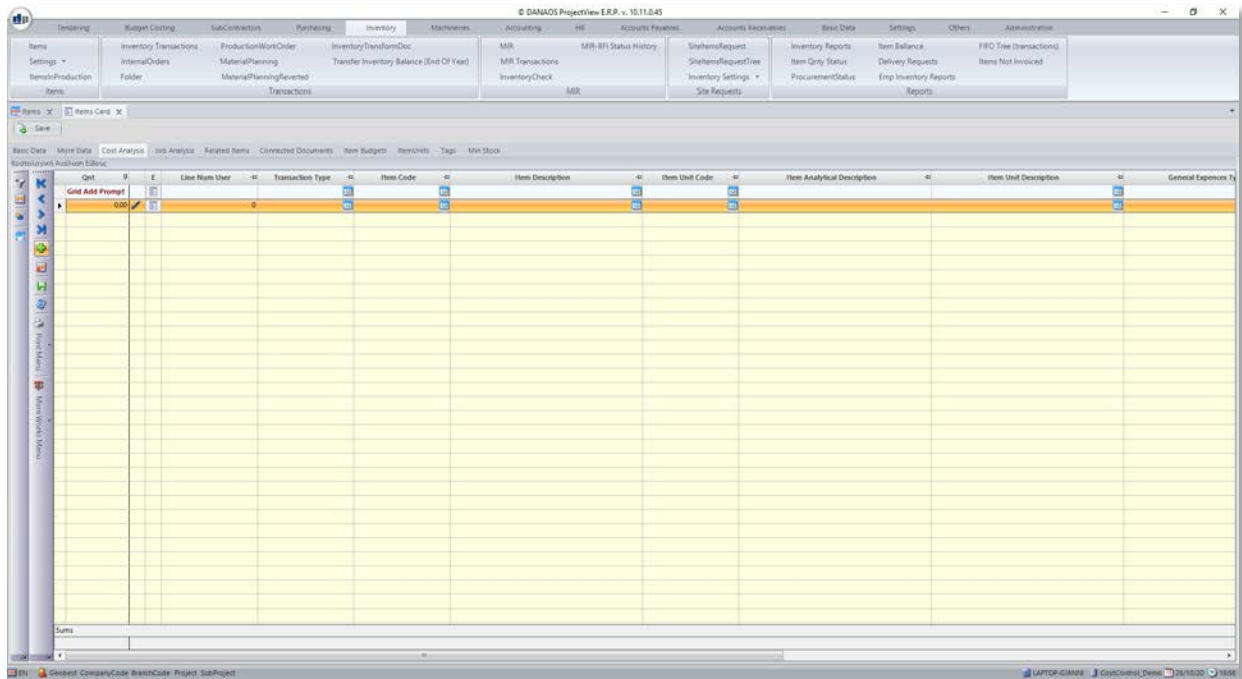 © DANAOS ProjectView E.R.P. v. 10.11.0.45
Tendering Budget Costing SubContractors Purchasing Inventory Machineries Accounting HR Accounts Payables Accounts Receivables Basic Data Settings Others Administration
Items Inventory Transactions ProductionWorkOrder InventoryTransformDoc MIR MIR-RFI Status History SiteItemsRequest Inventory Reports Item Ballance FIFO Tree (transactions)
Settings InternalOrders MaterialPlanning Transfer Inventory Balance (End Of Year) MIR Transactions SiteItemsRequestTree Item Qnty Status Delivery Requests Items Not Invoiced
ItemsInProduction Folder MaterialPlanningReverted InventoryCheck Inventory Settings ProcurementStatus Emp Inventory Reports
Items Transactions MIR Site Requests Reports
Items Items Card
Save
Basic Data More Data Cost Analysis Job Analysis Related Items Connected Documents Item Budgets ItemUnits Tags Min Stock
Qnt E Line Num User Transaction Type Item Code Item Description Item Unit Code Item Analytical Description Item Unit Description General Expences Ty
Grid Add Prompt
0,00 0
Print Menu
More Works Menu
Sums
EN Geobest CompanyCode BranchCode Project SubProject LAPTOP-GIANNI CostControl_Demo 26/10/20 16:56